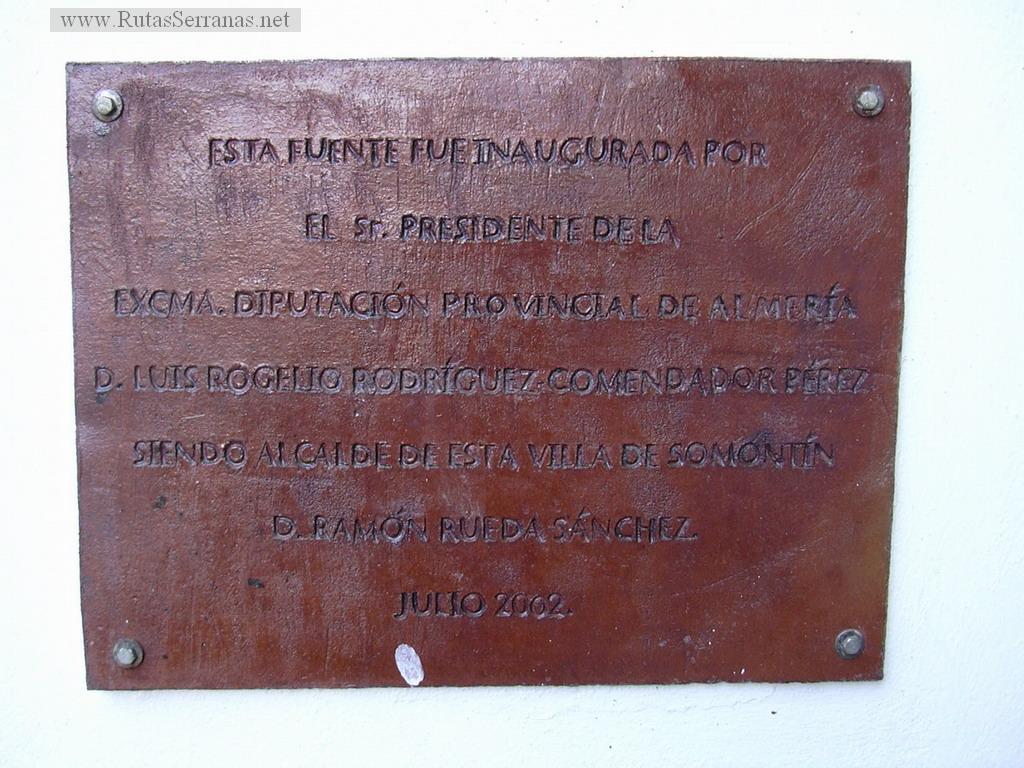 www.RutasSerranas.net
ESTA FUENTE FUE INAUGURADA POR
EL Sr. PRESIDENTE DE LA
EXCMA. DIPUTACIÓN PROVINCIAL DE ALMERÍA
D. LUIS ROGELIO RODRÍGUEZ-COMENDADOR PÉREZ
SIENDO ALCALDE DE ESTA VILLA DE SOMONTÍN
D. RAMÓN RUEDA SÁNCHEZ.
JULIO 2002.